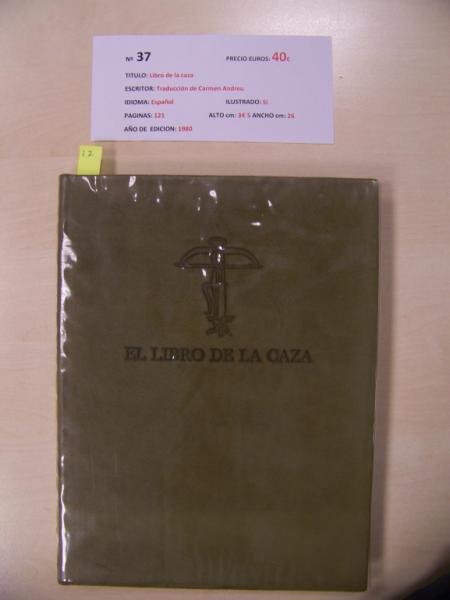 Nº 37 PRECIO EUROS: 40€
TITULO: Libro de la caza
ESCRITOR: Traducción de Carmen Andreu
IDIOMA: Español ILUSTRADO: Si
PAGINAS: 121 ALTO cm: 34´5 ANCHO cm: 26
AÑO DE EDICION: 1980
12
EL LIBRO DE LA CAZA